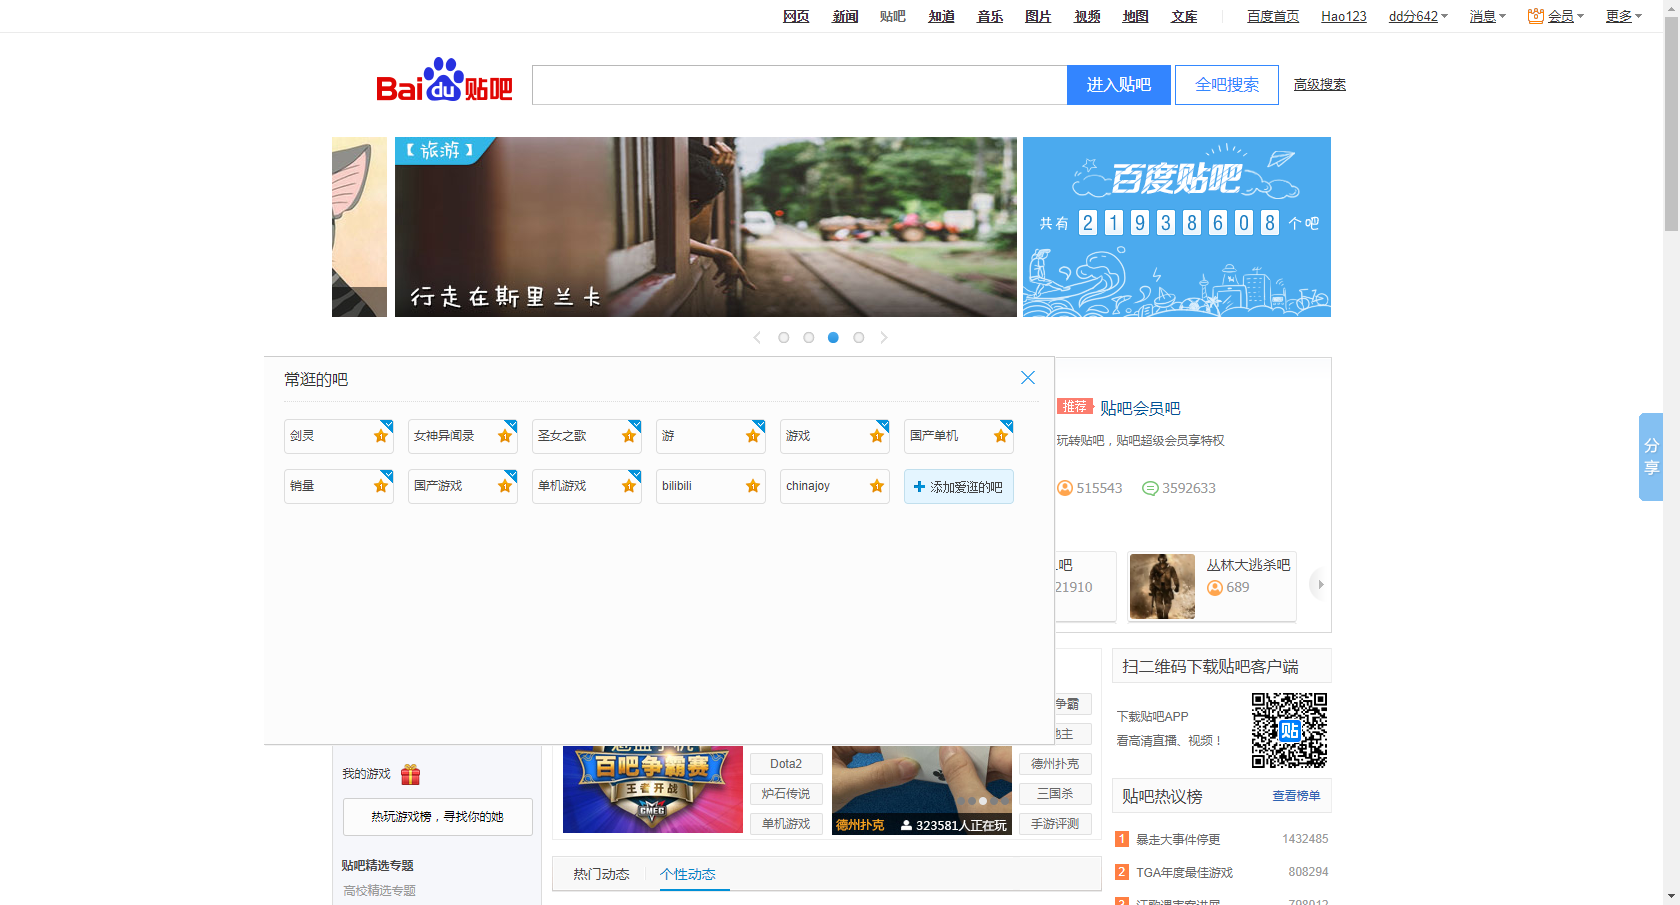 网页 新闻 贴吧 知道 音乐 图片 视频 地图 文库 百度首页 Hao123 dd分642 消息 会员 更多
Bai du 贴吧 进入贴吧 全吧搜索 高级搜索
【旅游】
行走在斯里兰卡
百度贴吧
共有 2 1 9 3 8 6 0 8 个吧
常逛的吧
剑灵 女神异闻录 圣女之歌 游 游戏 国产单机
销量 国产游戏 单机游戏 bilibili chinajoy 添加爱逛的吧
推荐 贴吧会员吧
玩转贴吧，贴吧超级会员享特权
515543 3592633
分享
吧
21910
丛林大逃杀吧
689
扫二维码下载贴吧客户端
下载贴吧APP
看高清直播、视频！
贴
争霸
主
我的游戏
热玩游戏榜，寻找你的她
贴吧精选专题
高校精选专题
百吧争霸赛
王者开战
CMEG
Dota2
炉石传说
单机游戏
德州扑克 323581人正在玩
德州扑克
三国杀
手游评测
热门动态 个性动态
贴吧热议榜 查看榜单
1 暴走大事件停更 1432485
2 TGA年度最佳游戏 808294